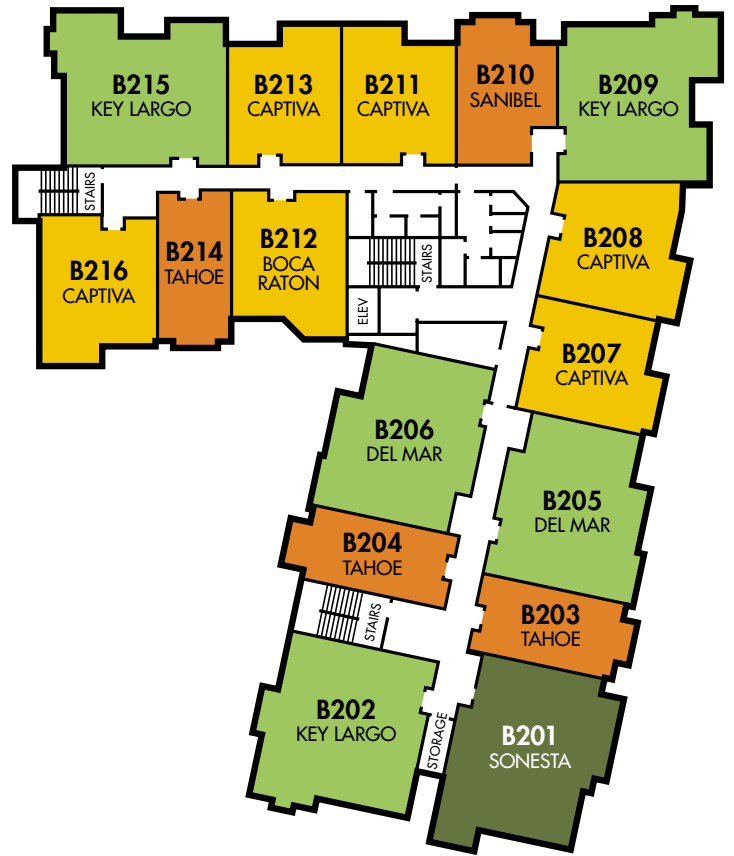 B215
KEY LARGO
B213
CAPTIVA
B211
CAPTIVA
B210
SANIBEL
B209
KEY LARGO
STAIRS
B216
CAPTIVA
B214
TAHOE
B212
BOCA
RATON
STAIRS
ELEV
B208
CAPTIVA
B207
CAPTIVA
B206
DEL MAR
B205
DEL MAR
B204
TAHOE
B203
TAHOE
STAIRS
B202
KEY LARGO
STORAGE
B201
SONESTA